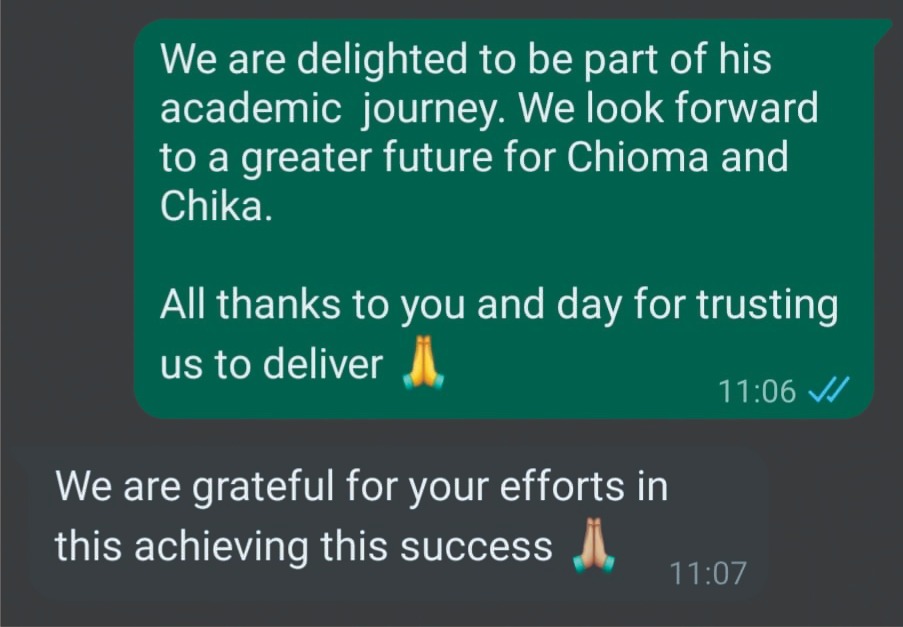 We are delighted to be part of his
academic  journey. We look forward
to a greater future for Chioma and
Chika.
All thanks to you and day for trusting
us to deliver 🙏
11:06
We are grateful for your efforts in
this achieving this success 🙏🏼
11:07